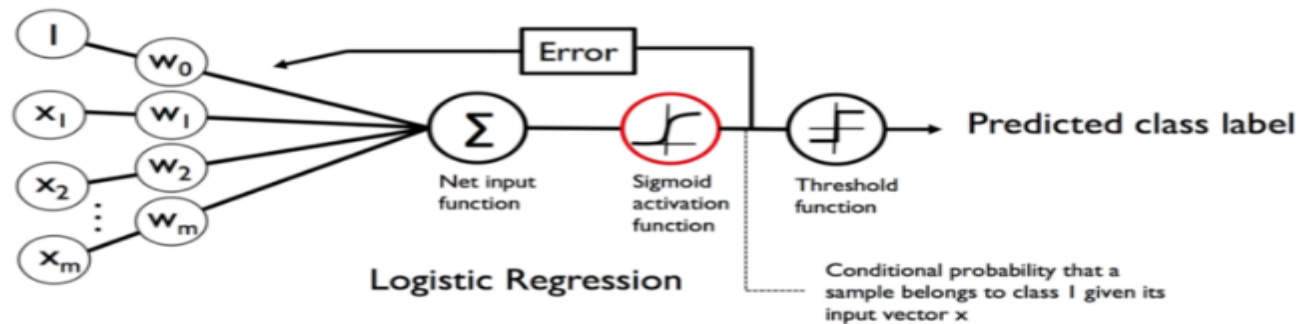 1
w₀
Error
x₁
w₁
Σ
Predicted class label
x₂
w₂
⋮
wₘ
xₘ
Net input
function
Sigmoid
activation
function
Threshold
function
Logistic Regression
Conditional probability that a
sample belongs to class 1 given its
input vector x